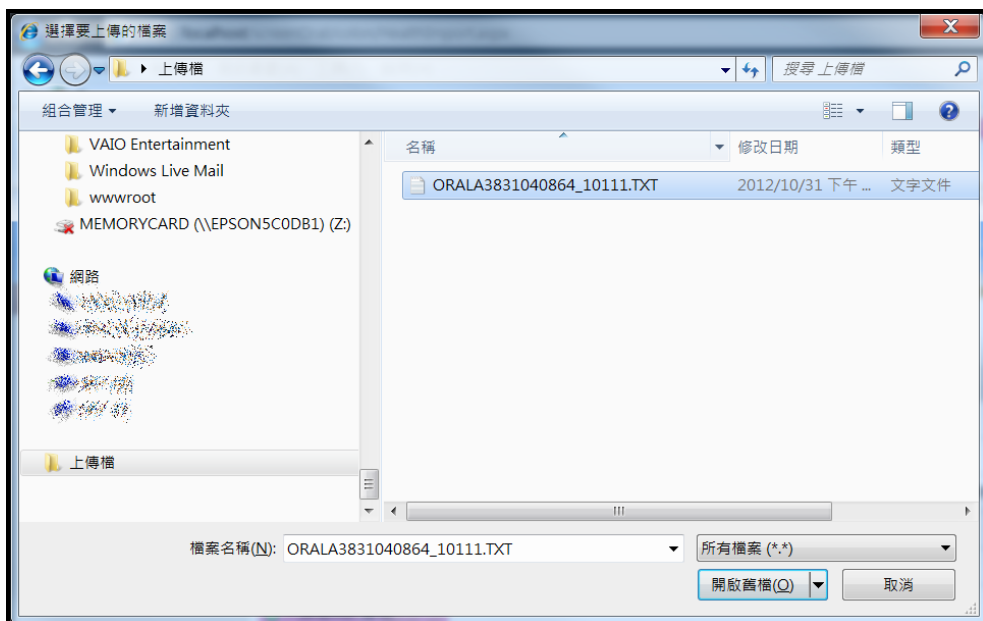 選擇要上傳的檔案
上傳檔
搜尋 上傳檔
組合管理 新增資料夾
名稱 修改日期 類型
VAIO Entertainment
Windows Live Mail
wwwroot
MEMORYCARD (\\EPSON5C0DB1) (Z:)
網路
上傳檔
ORALA3831040864_10111.TXT 2012/10/31 下午 ... 文字文件
檔案名稱(N): ORALA3831040864_10111.TXT
所有檔案 (*.*)
開啟舊檔(O) 取消